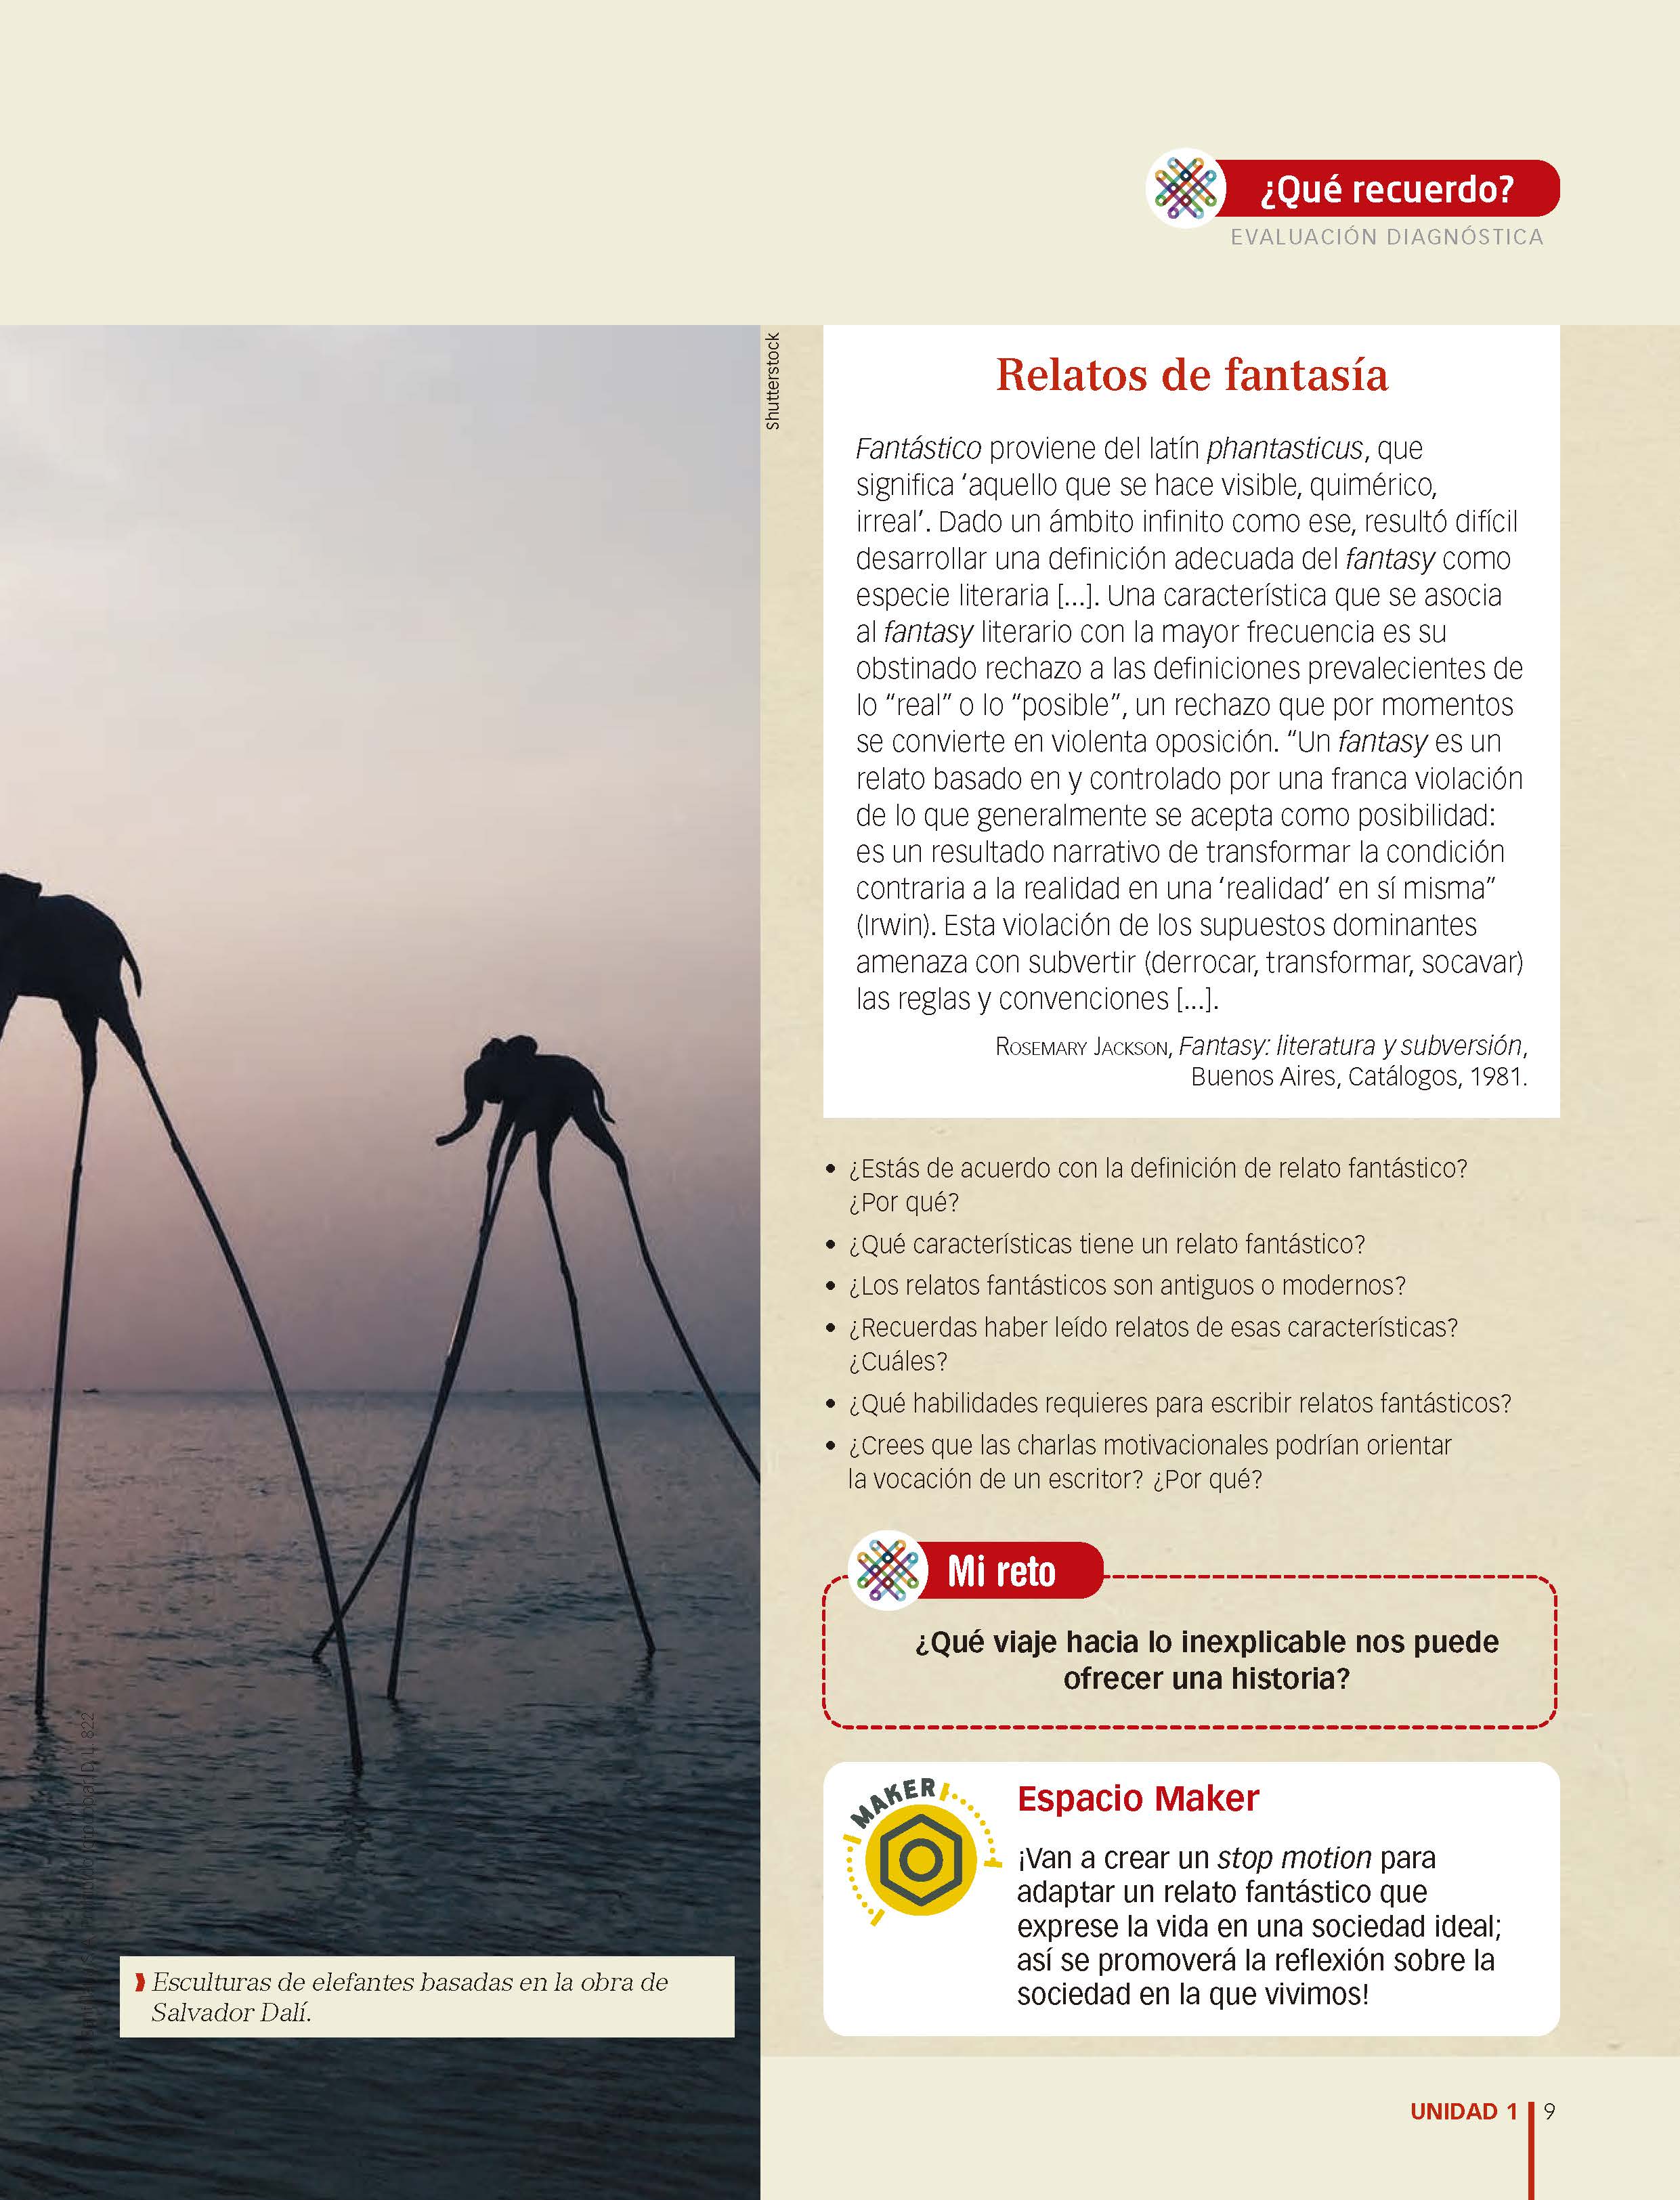 ¿Qué recuerdo?
EVALUACIÓN DIAGNÓSTICA
Shutterstock
Relatos de fantasía
Fantástico proviene del latín phantasticus, que
significa ‘aquello que se hace visible, quimérico,
irreal’. Dado un ámbito infinito como ese, resultó difícil
desarrollar una definición adecuada del fantasy como
especie literaria [...]. Una característica que se asocia
al fantasy literario con la mayor frecuencia es su
obstinado rechazo a las definiciones prevalecientes de
lo “real” o lo “posible”, un rechazo que por momentos
se convierte en violenta oposición. “Un fantasy es un
relato basado en y controlado por una franca violación
de lo que generalmente se acepta como posibilidad:
es un resultado narrativo de transformar la condición
contraria a la realidad en una ‘realidad’ en sí misma”
(Irwin). Esta violación de los supuestos dominantes
amenaza con subvertir (derrocar, transformar, socavar)
las reglas y convenciones [...].
Rosemary Jackson, Fantasy: literatura y subversión,
Buenos Aires, Catálogos, 1981.
• ¿Estás de acuerdo con la definición de relato fantástico?
¿Por qué?
• ¿Qué características tiene un relato fantástico?
• ¿Los relatos fantásticos son antiguos o modernos?
• ¿Recuerdas haber leído relatos de esas características?
¿Cuáles?
• ¿Qué habilidades requieres para escribir relatos fantásticos?
• ¿Crees que las charlas motivacionales podrían orientar
la vocación de un escritor? ¿Por qué?
Mi reto
¿Qué viaje hacia lo inexplicable nos puede
ofrecer una historia?
MAKER
Espacio Maker
¡Van a crear un stop motion para
adaptar un relato fantástico que
exprese la vida en una sociedad ideal;
así se promoverá la reflexión sobre la
sociedad en la que vivimos!
Esculturas de elefantes basadas en la obra de
Salvador Dalí.
822
UNIDAD 1 9